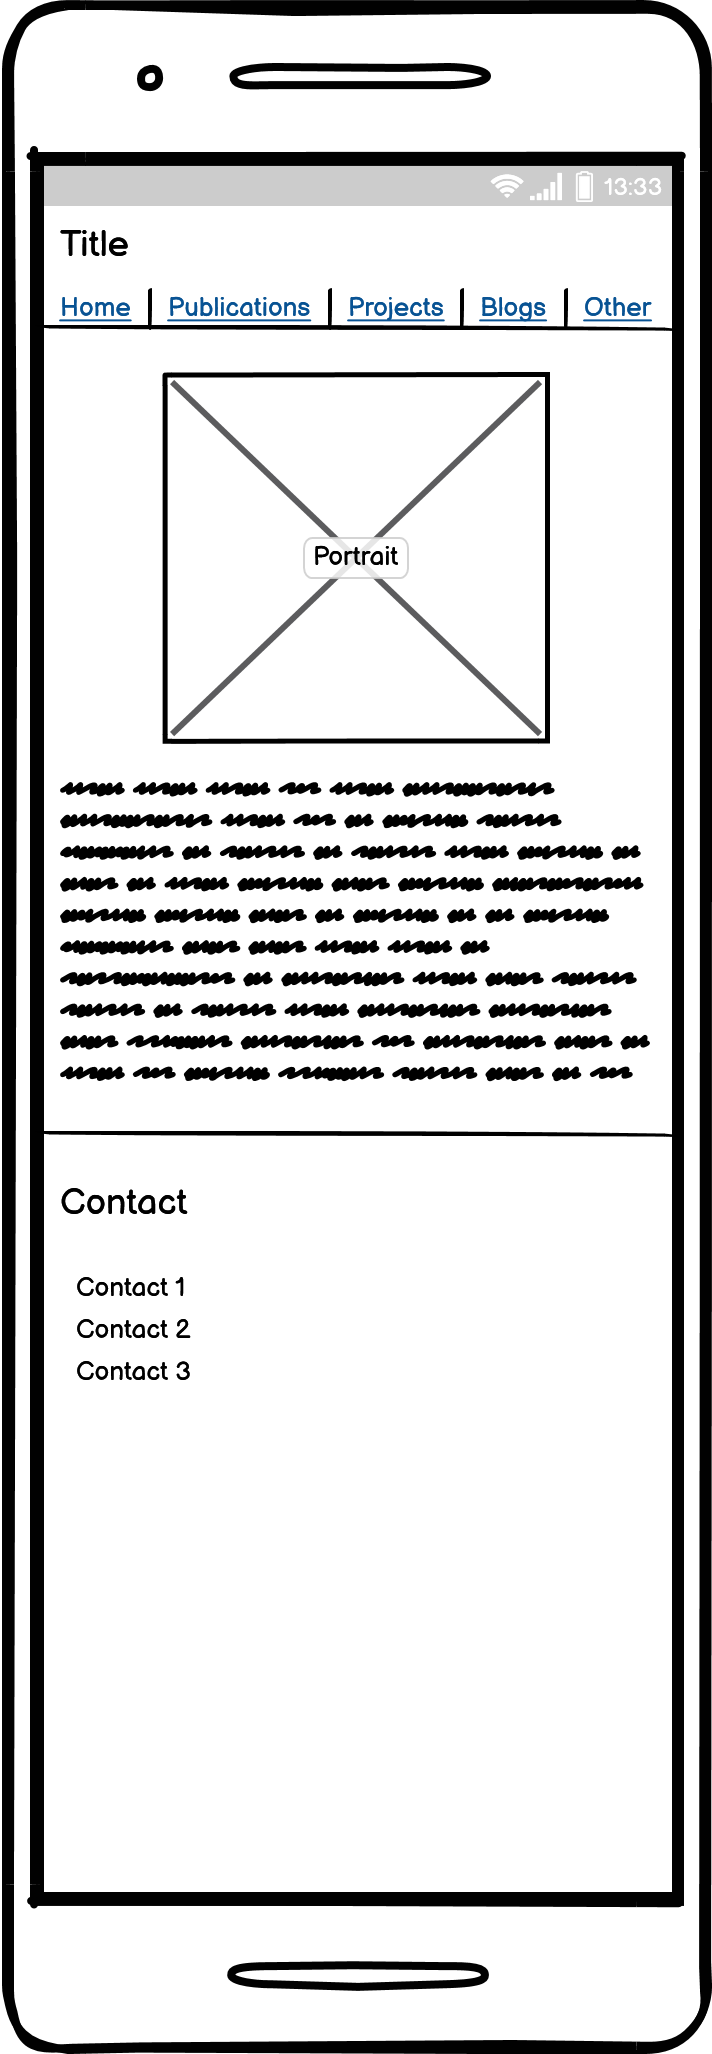 13:33
Title
Home Publications Projects Blogs Other
Portrait
Contact
Contact 1
Contact 2
Contact 3